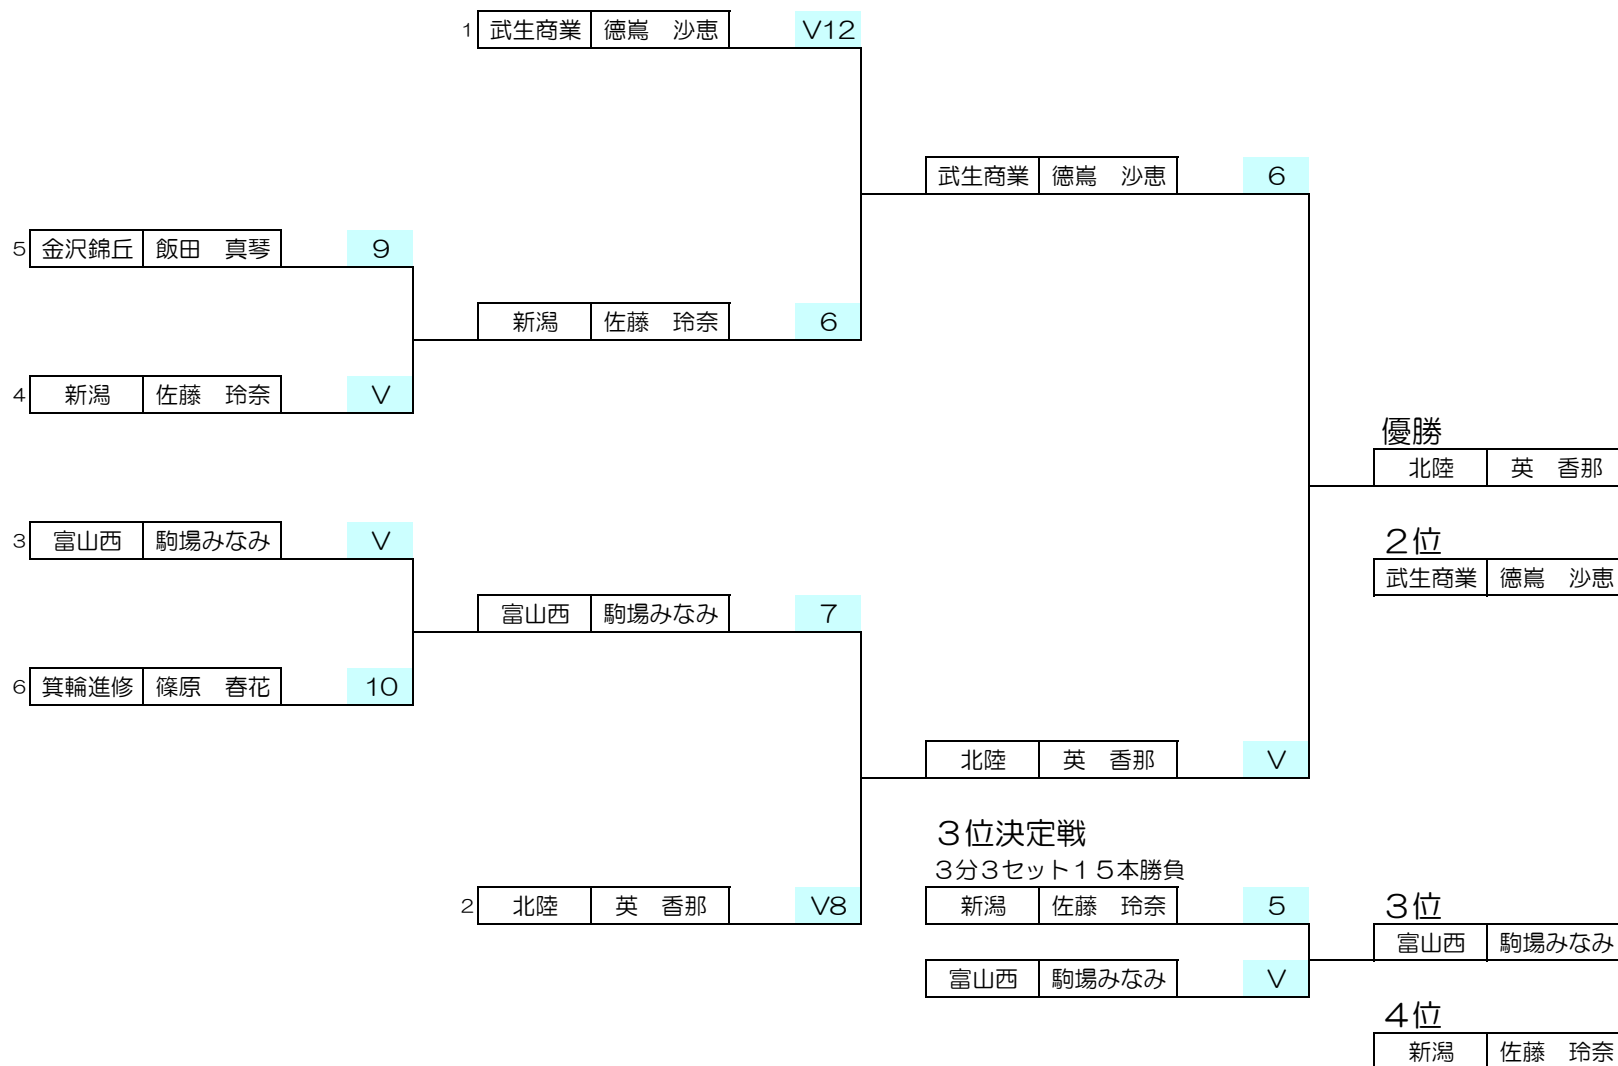 1 武生商業 德嶌　沙恵 V12
武生商業 德嶌　沙恵 6
5 金沢錦丘 飯田　真琴 9
新潟 佐藤　玲奈 6
4 新潟 佐藤　玲奈 V
優勝
北陸 英　香那
3 富山西 駒場みなみ V
２位
武生商業 德嶌　沙恵
富山西 駒場みなみ 7
6 箕輪進修 篠原　春花 10
北陸 英　香那 V
３位決定戦
３分３セット１５本勝負
2 北陸 英　香那 V8
新潟 佐藤　玲奈 5
３位
富山西 駒場みなみ
富山西 駒場みなみ V
４位
新潟 佐藤　玲奈